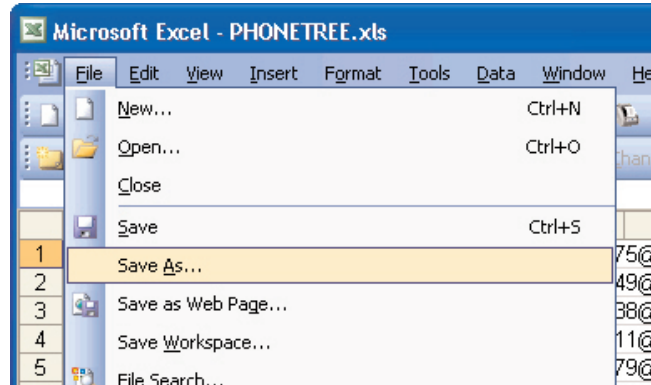 Microsoft Excel - PHONETREE.xls
File Edit View Insert Format Tools Data Window He
New... Ctrl+N
Open... Ctrl+O
Close
Save Ctrl+S
1 Save As... 75@
2 49@
3 Save as Web Page... 38@
4 Save Workspace... 11@
5 File Search... 79@